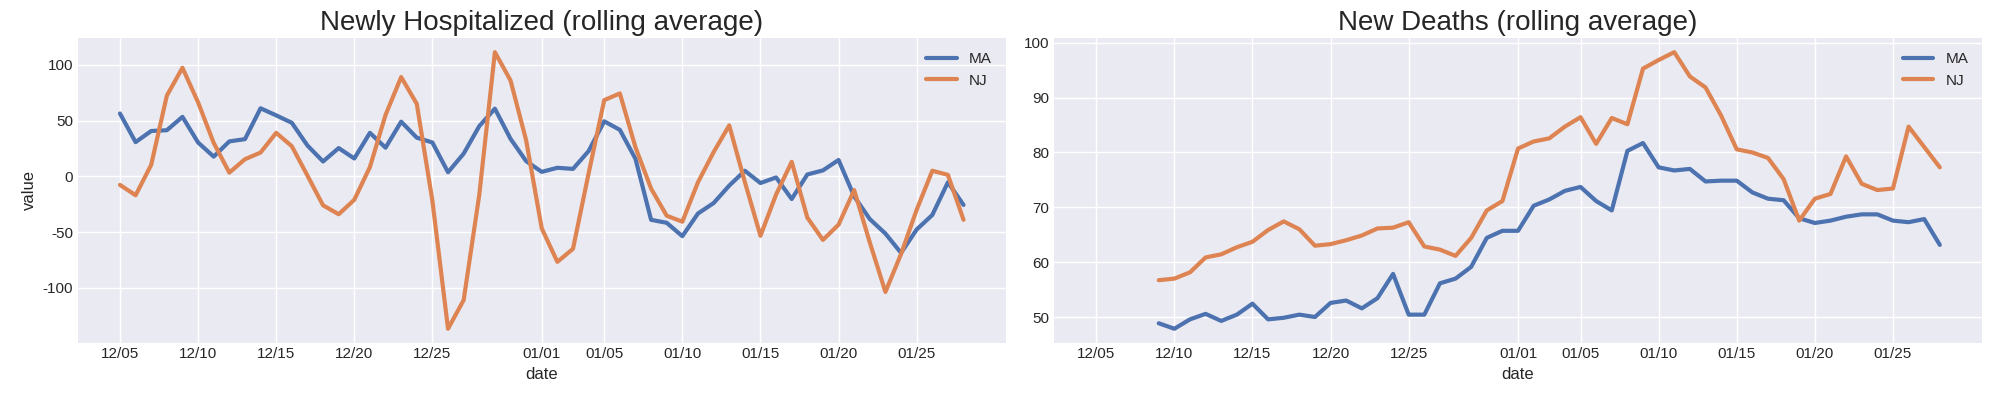 Newly Hospitalized (rolling average)
value
100
50
0
-50
-100
MA
NJ
12/05 12/10 12/15 12/20 12/25 01/01 01/05 01/10 01/15 01/20 01/25
date
New Deaths (rolling average)
100
90
80
70
60
50
MA
NJ
12/05 12/10 12/15 12/20 12/25 01/01 01/05 01/10 01/15 01/20 01/25
date